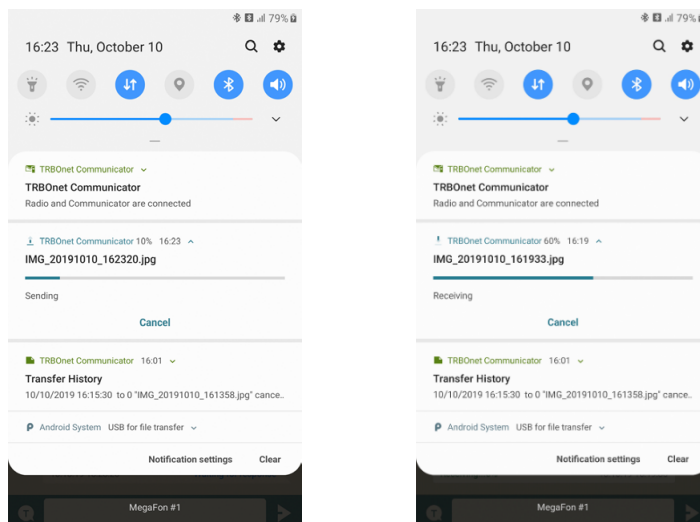 79%
16:23 Thu, October 10
TRBOnet Communicator
TRBOnet Communicator
Radio and Communicator are connected
TRBOnet Communicator 10% 16:23
IMG_20191010_162320.jpg
Sending
Cancel
TRBOnet Communicator 16:01
Transfer History
10/10/2019 16:15:30 to 0 "IMG_20191010_161358.jpg" cance..
Android System USB for file transfer
Notification settings Clear
MegaFon #1
79%
16:23 Thu, October 10
TRBOnet Communicator
TRBOnet Communicator
Radio and Communicator are connected
TRBOnet Communicator 60% 16:19
IMG_20191010_161933.jpg
Receiving
Cancel
TRBOnet Communicator 16:01
Transfer History
10/10/2019 16:15:30 to 0 "IMG_20191010_161358.jpg" cance..
Android System USB for file transfer
Notification settings Clear
MegaFon #1